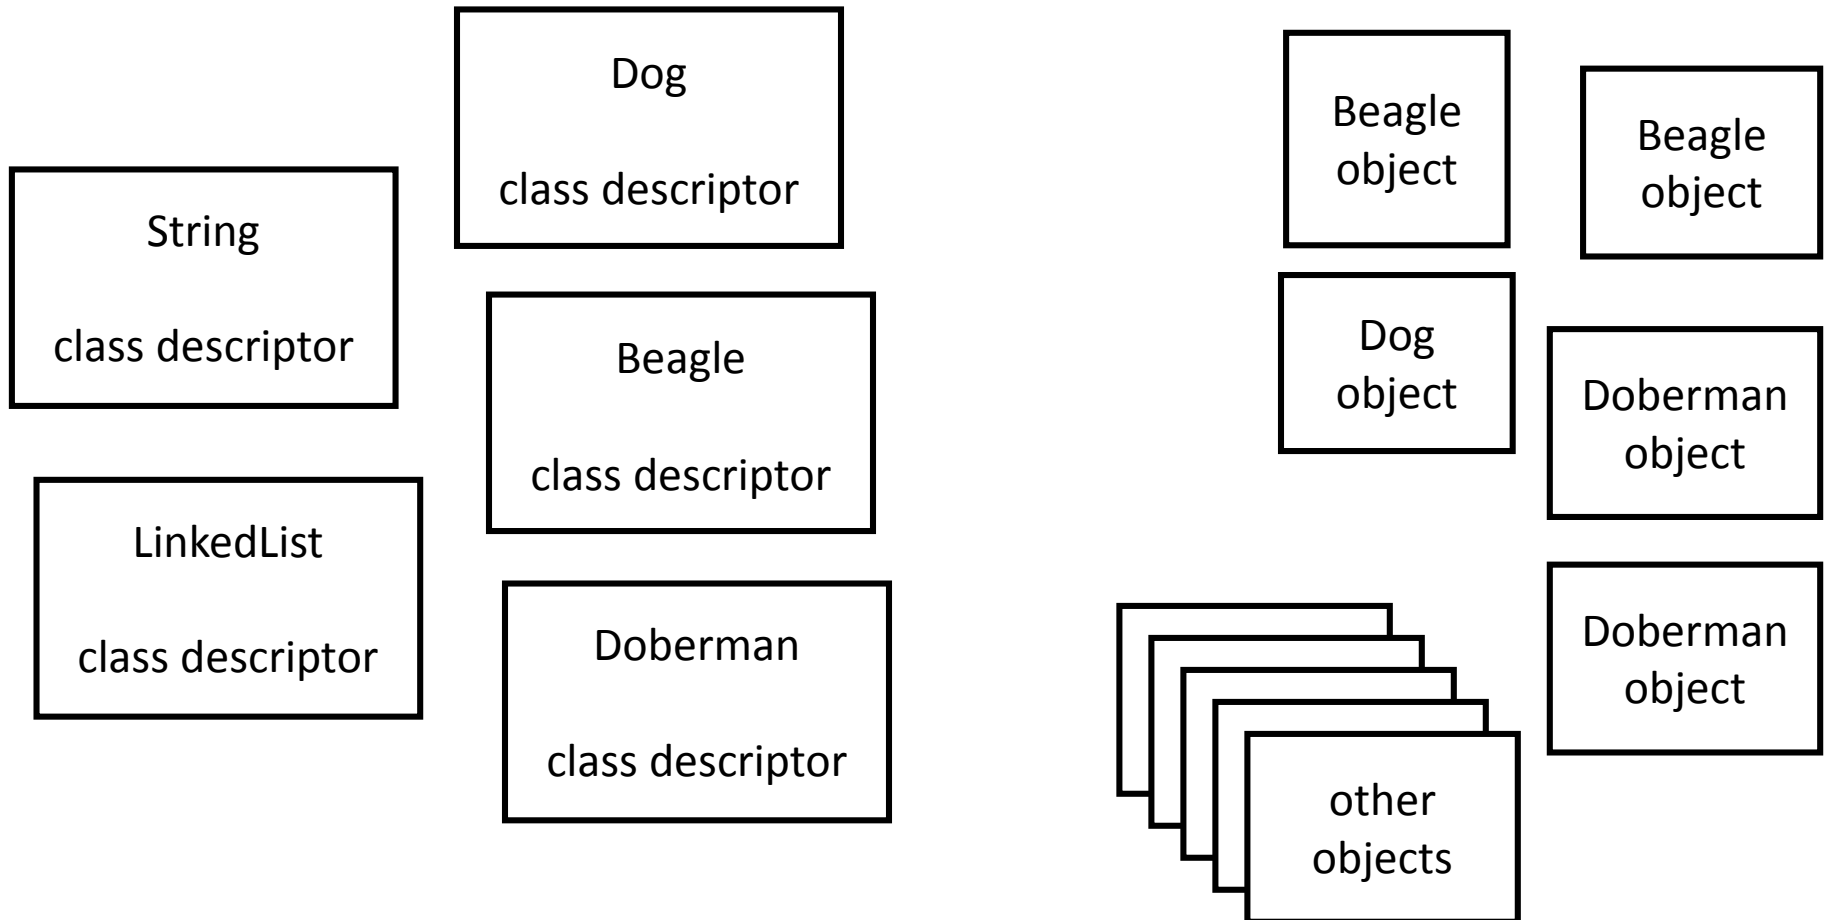 Dog
class descriptor
String
class descriptor
Beagle
class descriptor
LinkedList
class descriptor
Doberman
class descriptor
Beagle
object
Beagle
object
Dog
object
Doberman
object
Doberman
object
other
objects